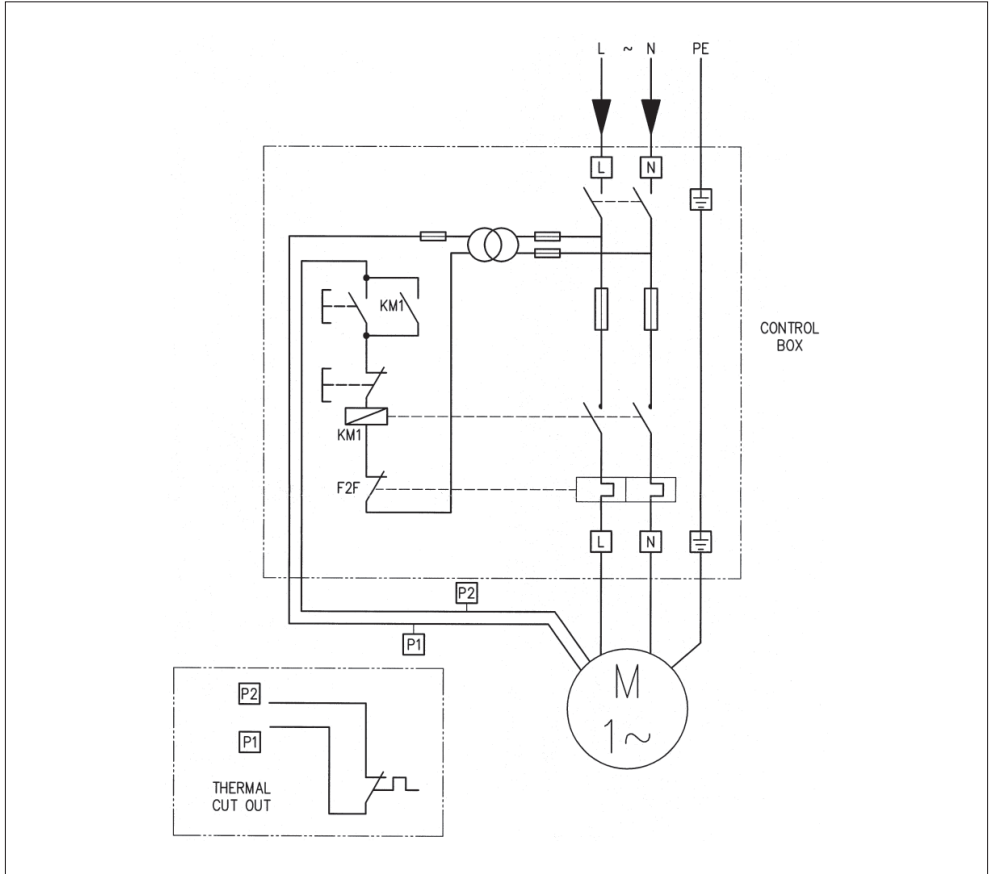 L ~ N PE
L N
KM1
CONTROL
BOX
KM1
F2F
L N
P2
P1
M
1~
P2
P1
THERMAL
CUT OUT